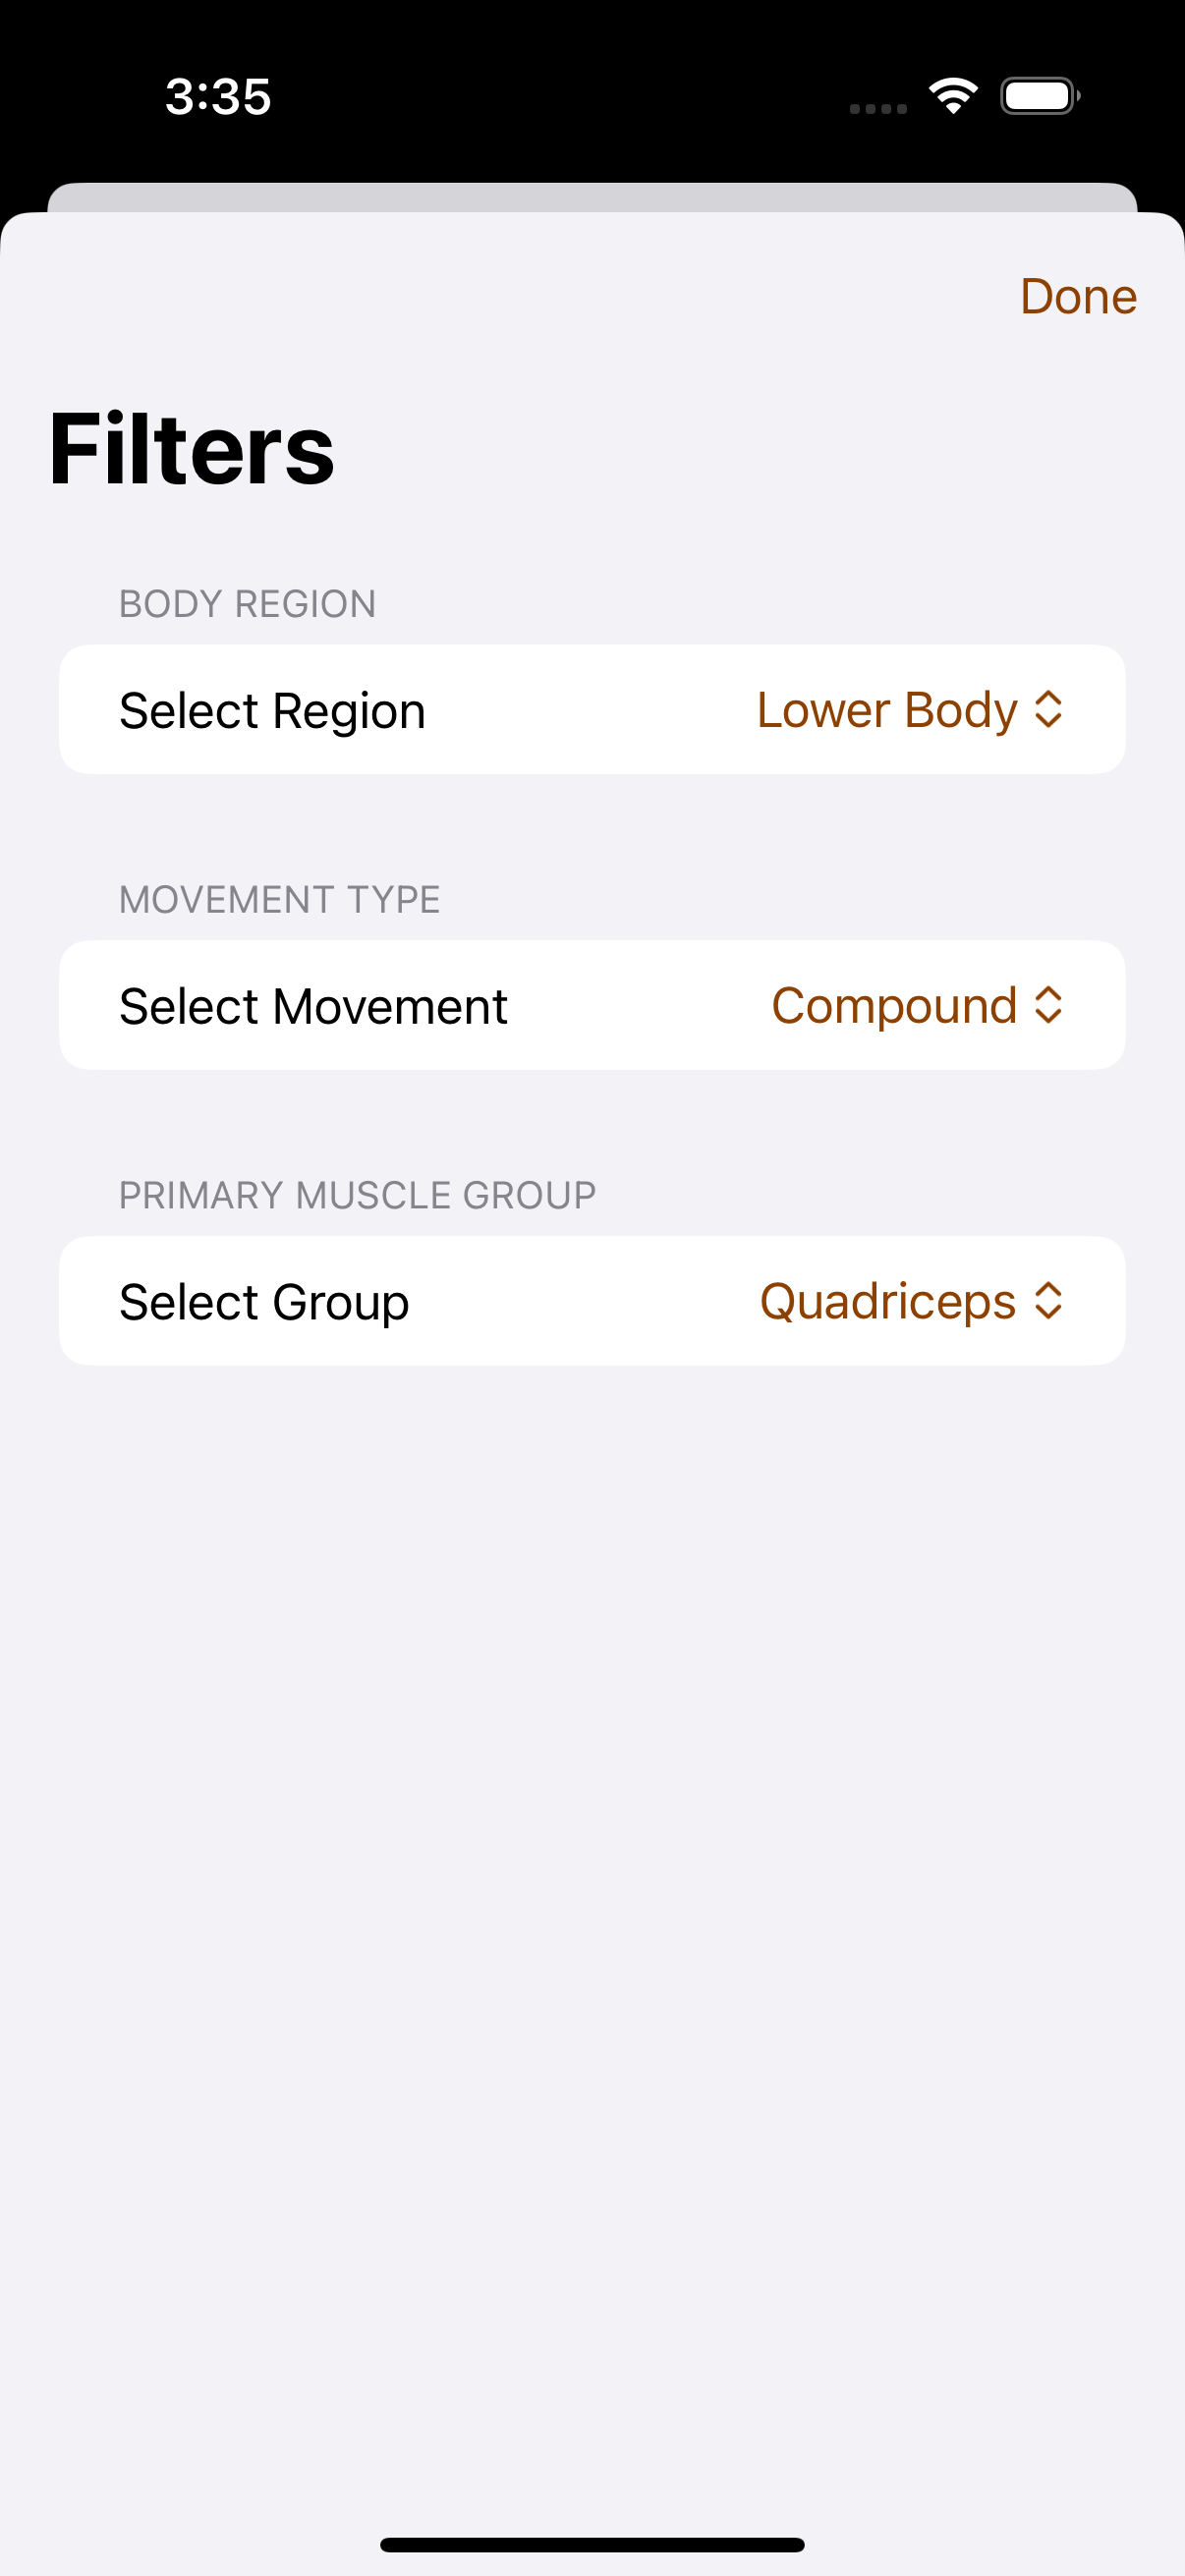 3:35
Done
Filters
BODY REGION
Select Region Lower Body
MOVEMENT TYPE
Select Movement Compound
PRIMARY MUSCLE GROUP
Select Group Quadriceps